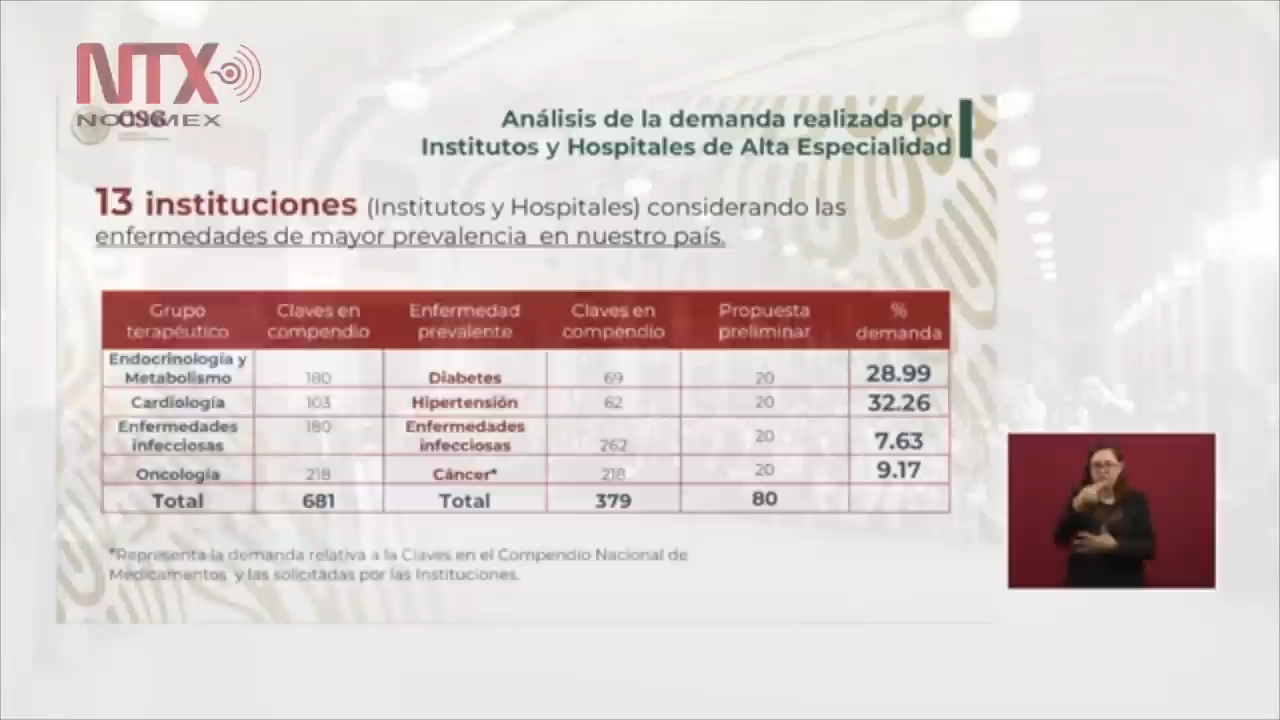 NTX
CSG
NOTIMEX
Análisis de la demanda realizada por
Institutos y Hospitales de Alta Especialidad
13 instituciones (Institutos y Hospitales) considerando las
enfermedades de mayor prevalencia en nuestro país.
Grupo terapéutico Claves en compendio Enfermedad prevalente Claves en compendio Propuesta preliminar % demanda
Endocrinología y Metabolismo 180 Diabetes 69 20 28.99
Cardiología 103 Hipertensión 62 20 32.26
Enfermedades infecciosas 180 Enfermedades infecciosas 262 20 7.63
Oncología 218 Cáncer* 218 20 9.17
Total 681 Total 379 80
*Representa la demanda relativa a la Claves en el Compendio Nacional de
Medicamentos y las solicitadas por las Instituciones.